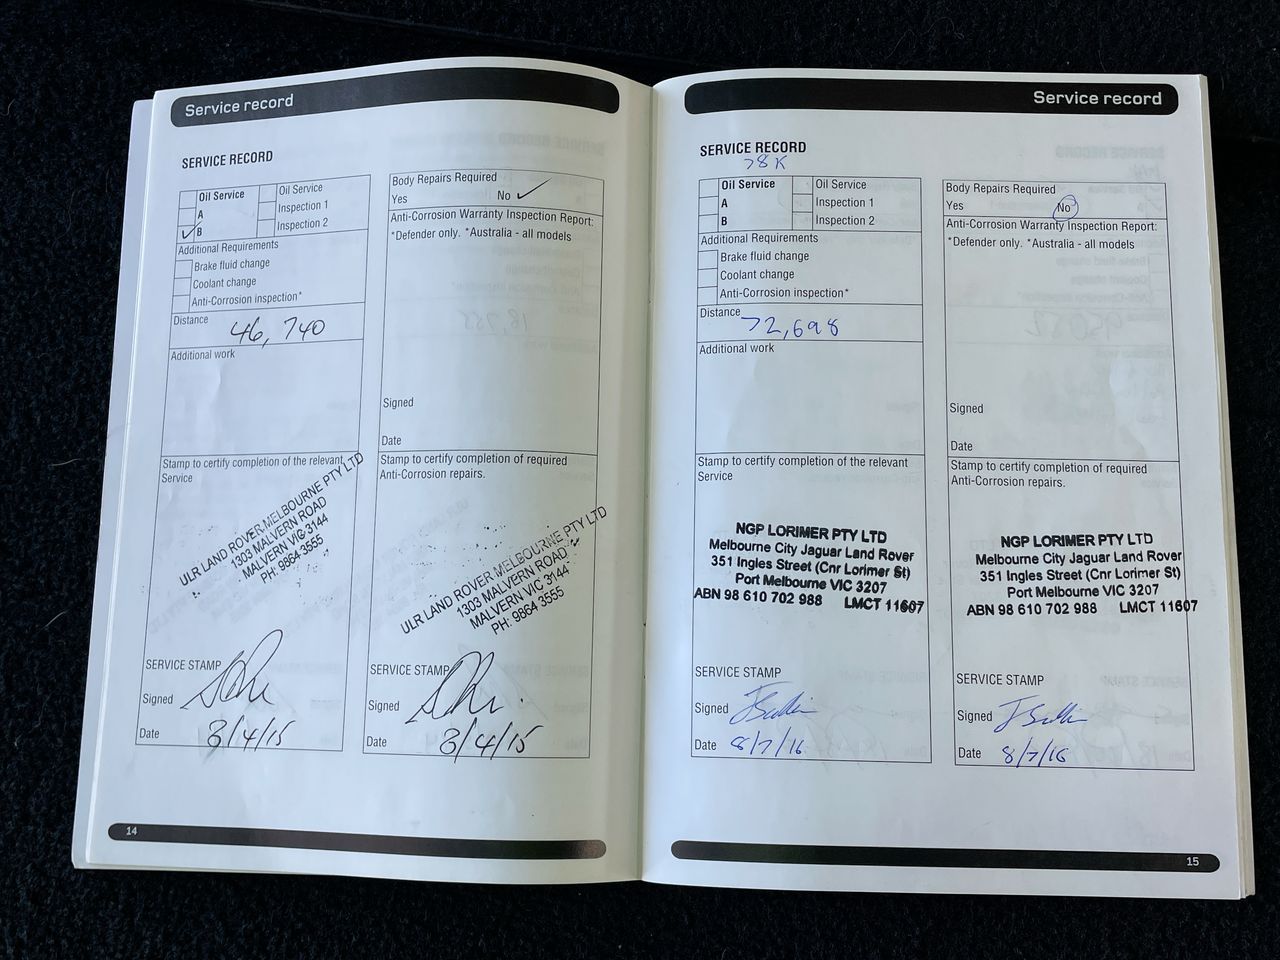 Service record
SERVICE RECORD
Oil Service
A
✓ B
Oil Service
Inspection 1
Inspection 2
Additional Requirements
Brake fluid change
Coolant change
Anti-Corrosion inspection*
Distance
46,740
Additional work
Stamp to certify completion of the relevant
Service
ULR LAND ROVER MELBOURNE PTY LTD
1303 MALVERN ROAD
MALVERN VIC 3144
PH: 9864 3555
SERVICE STAMP
Signed
Date 8/4/15
Body Repairs Required
Yes No ✓
Anti-Corrosion Warranty Inspection Report:
*Defender only. *Australia - all models
Signed
Date
Stamp to certify completion of required
Anti-Corrosion repairs.
ULR LAND ROVER MELBOURNE PTY LTD
1303 MALVERN ROAD
MALVERN VIC 3144
PH: 9864 3555
SERVICE STAMP
Signed
Date 8/4/15
14
Service record
SERVICE RECORD
78K
Oil Service
A
B
Oil Service
Inspection 1
Inspection 2
Additional Requirements
Brake fluid change
Coolant change
Anti-Corrosion inspection*
Distance
72,698
Additional work
Stamp to certify completion of the relevant
Service
NGP LORIMER PTY LTD
Melbourne City Jaguar Land Rover
351 Ingles Street (Cnr Lorimer St)
Port Melbourne VIC 3207
ABN 98 610 702 988 LMCT 11607
SERVICE STAMP
Signed
Date 8/7/16
Body Repairs Required
Yes No
Anti-Corrosion Warranty Inspection Report:
*Defender only. *Australia - all models
Signed
Date
Stamp to certify completion of required
Anti-Corrosion repairs.
NGP LORIMER PTY LTD
Melbourne City Jaguar Land Rover
351 Ingles Street (Cnr Lorimer St)
Port Melbourne VIC 3207
ABN 98 610 702 988 LMCT 11607
SERVICE STAMP
Signed
Date 8/7/16
15